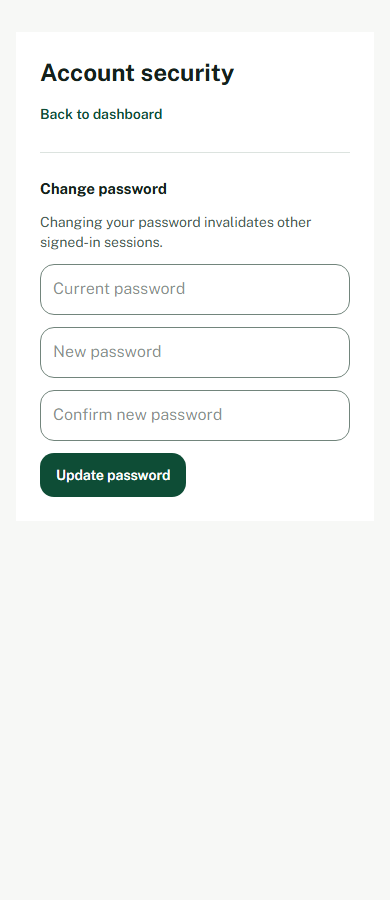 Account security
Back to dashboard
Change password
Changing your password invalidates other
signed-in sessions.
Current password
New password
Confirm new password
Update password